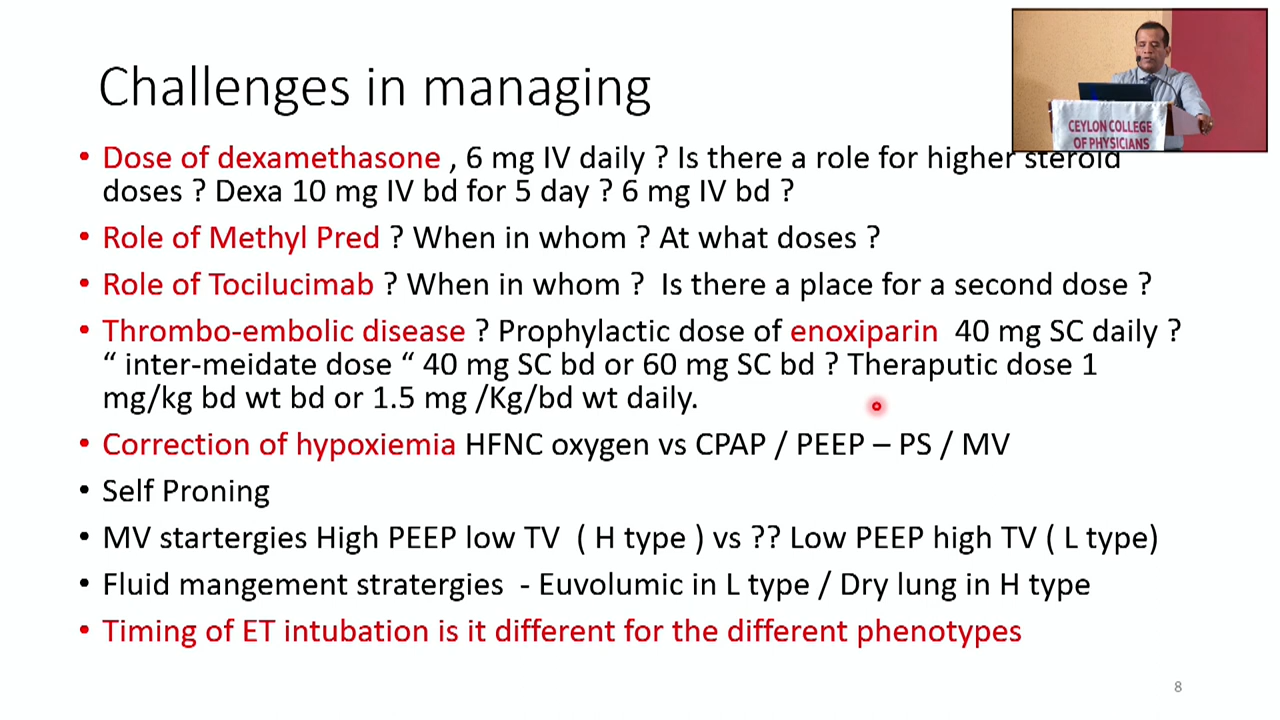 Challenges in managing
CEYLON COLLEGE
OF PHYSICIANS
• Dose of dexamethasone , 6 mg IV daily ? Is there a role for higher steroid
doses ? Dexa 10 mg IV bd for 5 day ? 6 mg IV bd ?
• Role of Methyl Pred ? When in whom ? At what doses ?
• Role of Tocilucimab ? When in whom ? Is there a place for a second dose ?
• Thrombo-embolic disease ? Prophylactic dose of enoxiparin 40 mg SC daily ?
“ inter-meidate dose “ 40 mg SC bd or 60 mg SC bd ? Theraputic dose 1
mg/kg bd wt bd or 1.5 mg /Kg/bd wt daily.
• Correction of hypoxiemia HFNC oxygen vs CPAP / PEEP – PS / MV
• Self Proning
• MV startergies High PEEP low TV ( H type ) vs ?? Low PEEP high TV ( L type)
• Fluid mangement stratergies - Euvolumic in L type / Dry lung in H type
• Timing of ET intubation is it different for the different phenotypes
8